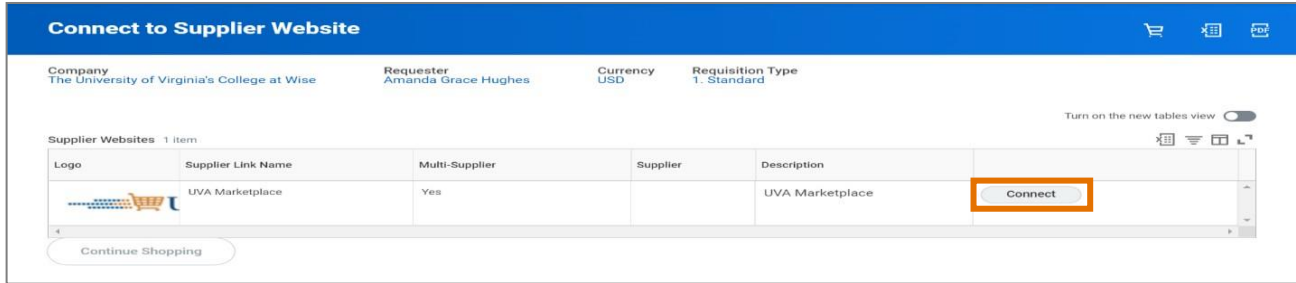 Connect to Supplier Website
PDF
Company Requester Currency Requisition Type
The University of Virginia's College at Wise Amanda Grace Hughes USD 1. Standard
Turn on the new tables view
Supplier Websites 1 item
Logo Supplier Link Name Multi-Supplier Supplier Description
U UVA Marketplace Yes UVA Marketplace Connect
Continue Shopping